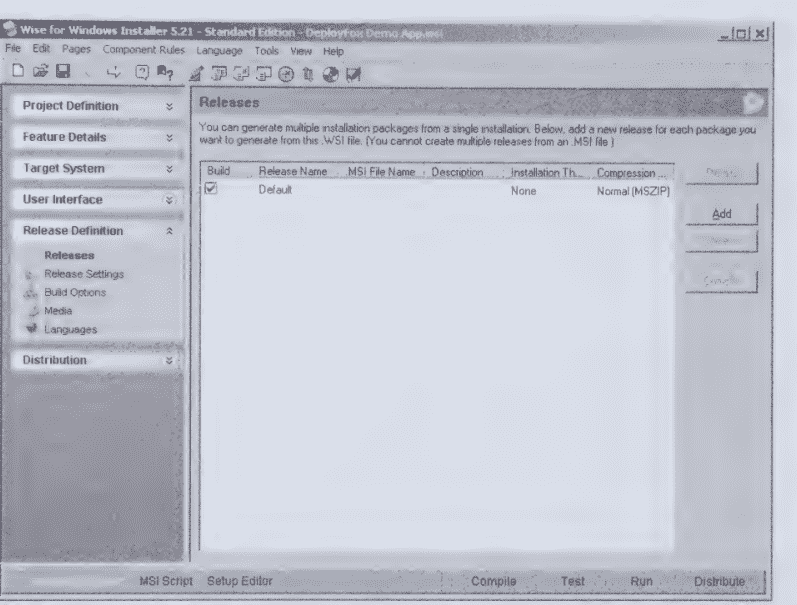 Wise for Windows Installer 5.21 - Standard Edition - DeployFox Demo App.msi
File Edit Pages Component Rules Language Tools View Help
Project Definition
Feature Details
Target System
User Interface
Release Definition
Releases
Release Settings
Build Options
Media
Languages
Distribution
Releases
You can generate multiple installation packages from a single installation. Below, add a new release for each package you
want to generate from this .WSI file. (You cannot create multiple releases from an .MSI file.)
Build Release Name .MSI File Name Description Installation Th... Compression ...
Default None Normal (MSZIP)
Add
MSI Script Setup Editor Compile Test Run Distribute